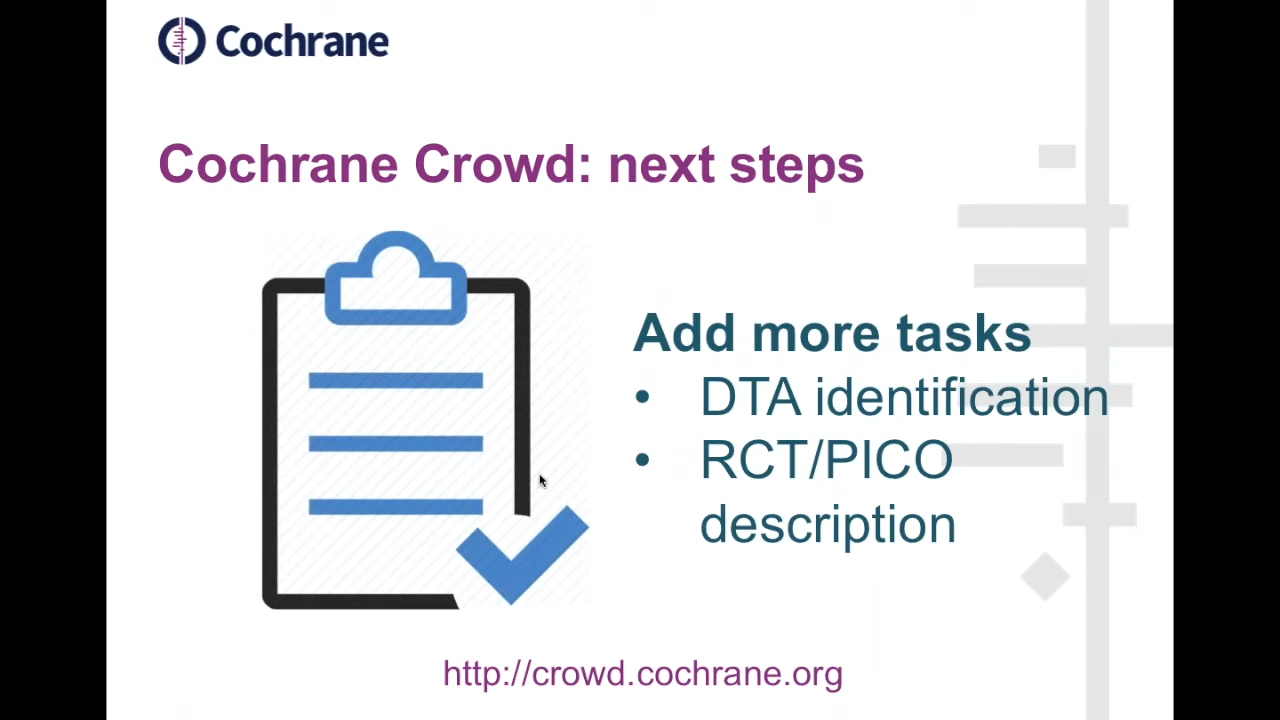 Cochrane
Cochrane Crowd: next steps
Add more tasks
• DTA identification
• RCT/PICO
description
http://crowd.cochrane.org